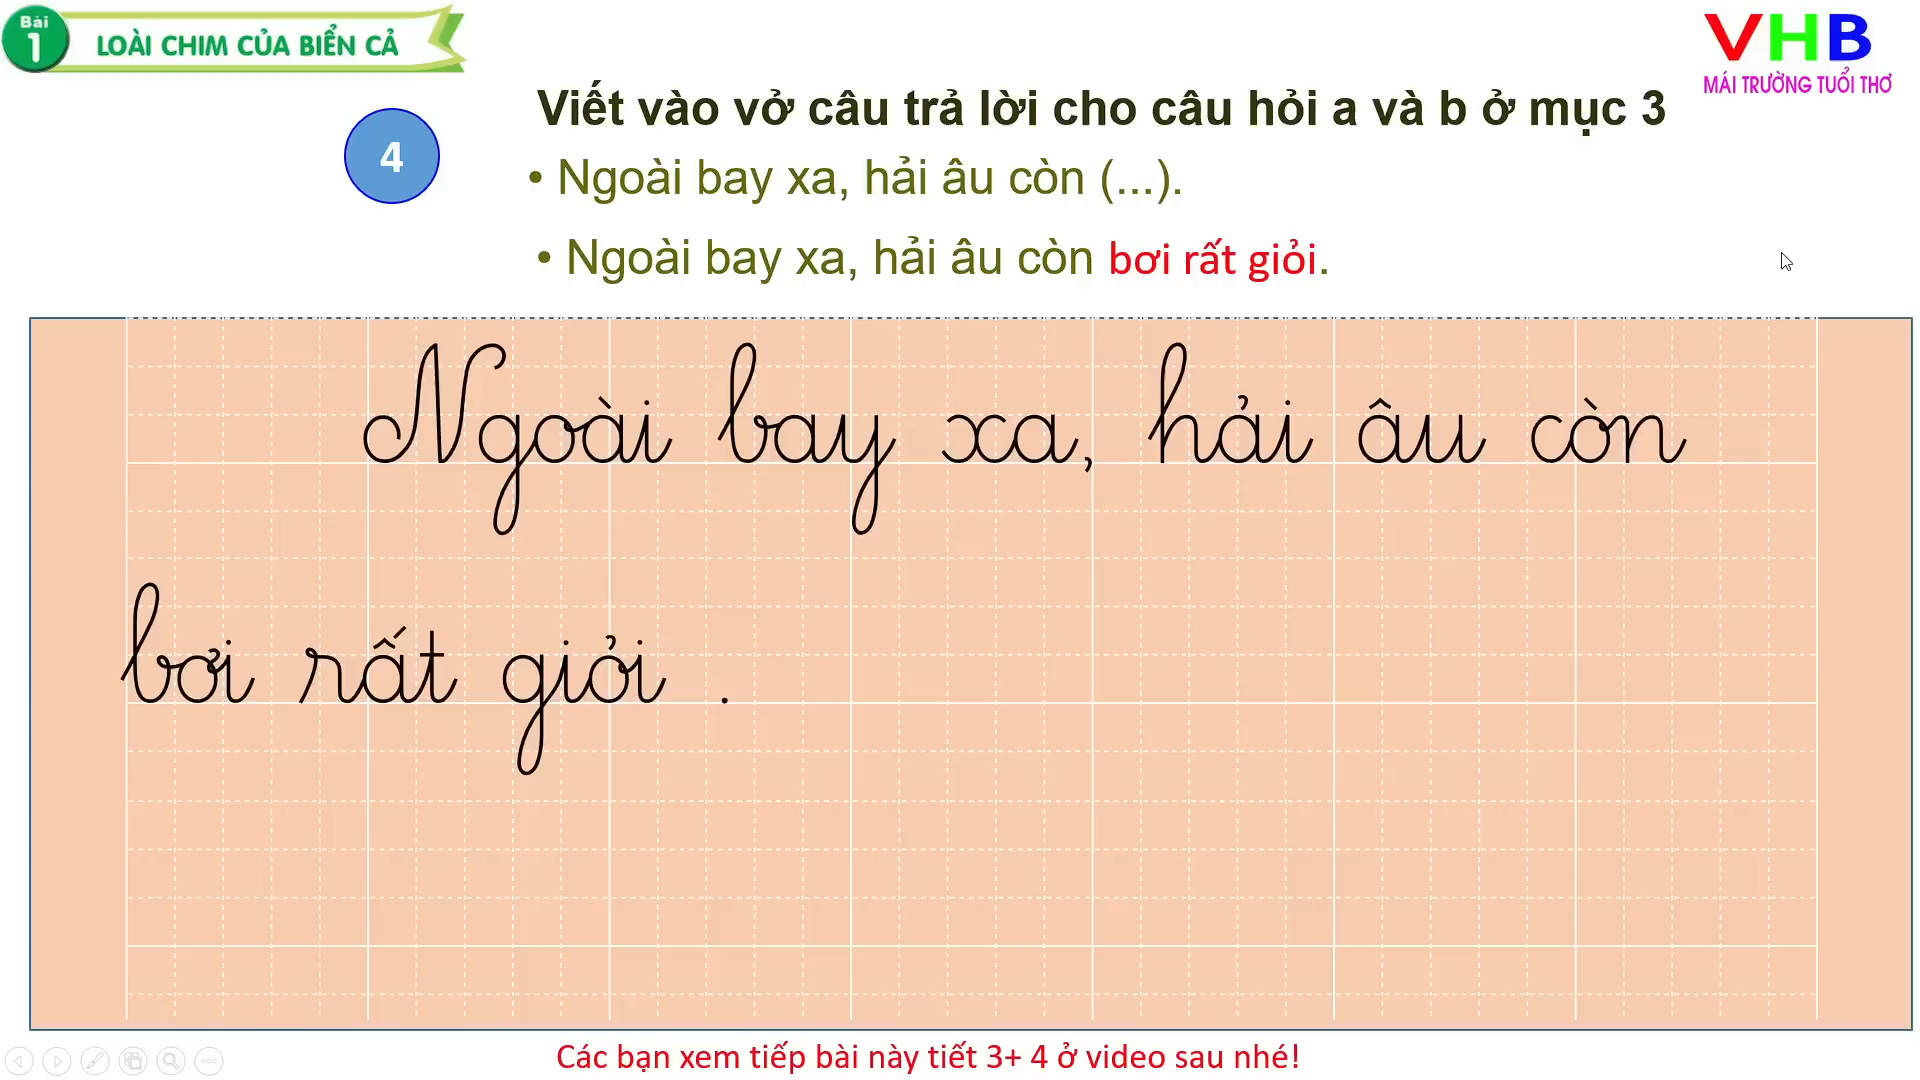 Bài
1
LOÀI CHIM CỦA BIỂN CẢ
VHB
MÁI TRƯỜNG TUỔI THƠ
4
Viết vào vở câu trả lời cho câu hỏi a và b ở mục 3
• Ngoài bay xa, hải âu còn (...).
• Ngoài bay xa, hải âu còn bơi rất giỏi.
Ngoài bay xa, hải âu còn
bơi rất giỏi .
Các bạn xem tiếp bài này tiết 3+ 4 ở video sau nhé!